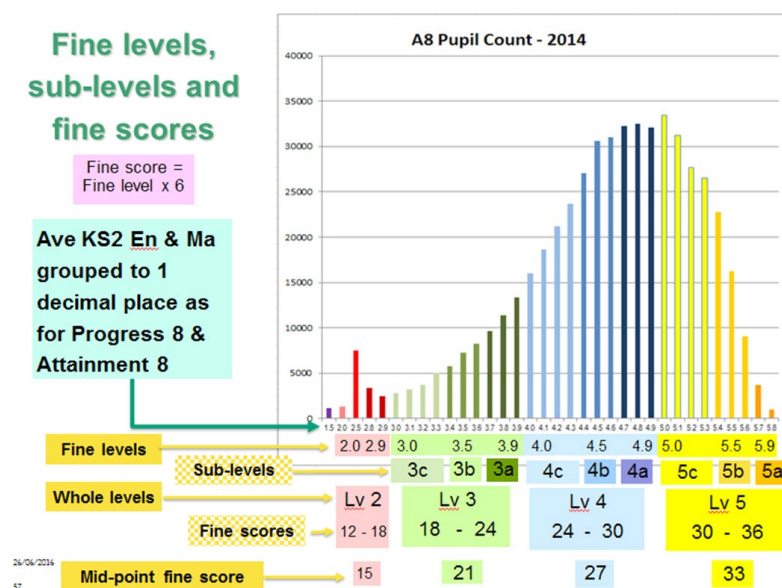 Fine levels,
sub-levels and
fine scores
Fine score =
Fine level x 6
Ave KS2 En & Ma
grouped to 1
decimal place as
for Progress 8 &
Attainment 8
A8 Pupil Count - 2014
40000
35000
30000
25000
20000
15000
10000
5000
0
1.5 2.0 2.5 2.8 2.9 3.0 3.1 3.2 3.3 3.4 3.5 3.6 3.7 3.8 3.9 4.0 4.1 4.2 4.3 4.4 4.5 4.6 4.7 4.8 4.9 5.0 5.1 5.2 5.3 5.4 5.5 5.6 5.7 5.8
Fine levels 2.0 2.9 3.0 3.5 3.9 4.0 4.5 4.9 5.0 5.5 5.9
Sub-levels 3c 3b 3a 4c 4b 4a 5c 5b 5a
Whole levels Lv 2 Lv 3 Lv 4 Lv 5
Fine scores 12 - 18 18 - 24 24 - 30 30 - 36
26/06/2016
Mid-point fine score 15 21 27 33
57